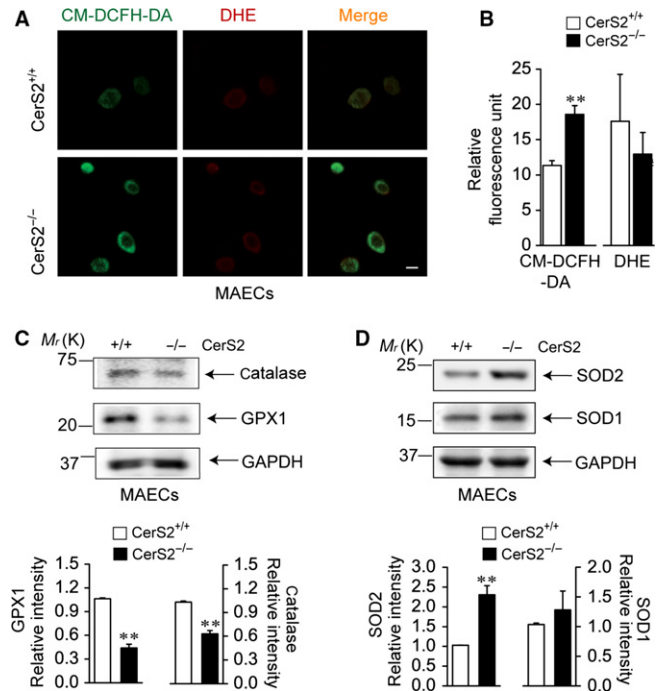 A
CM-DCFH-DA DHE Merge
CerS2+/+
CerS2−/−
MAECs
B
CerS2+/+
CerS2−/−
Relative
fluorescence unit
25
20
15
10
5
0
**
CM-DCFH
-DA
DHE
C
Mr (K) +/+ −/− CerS2
75
Catalase
20
GPX1
37
GAPDH
MAECs
CerS2+/+
CerS2−/−
GPX1
Relative intensity
1.5
1.2
0.9
0.6
0.3
0.0
**
**
1.5
1.2
0.9
0.6
0.3
0.0
Catalase
Relative intensity
D
Mr (K) +/+ −/− CerS2
25
SOD2
15
SOD1
37
GAPDH
MAECs
CerS2+/+
CerS2−/−
SOD2
Relative intensity
3.0
2.5
2.0
1.5
1.0
0.5
0.0
**
2.0
1.5
1.0
0.5
0.0
SOD1
Relative intensity